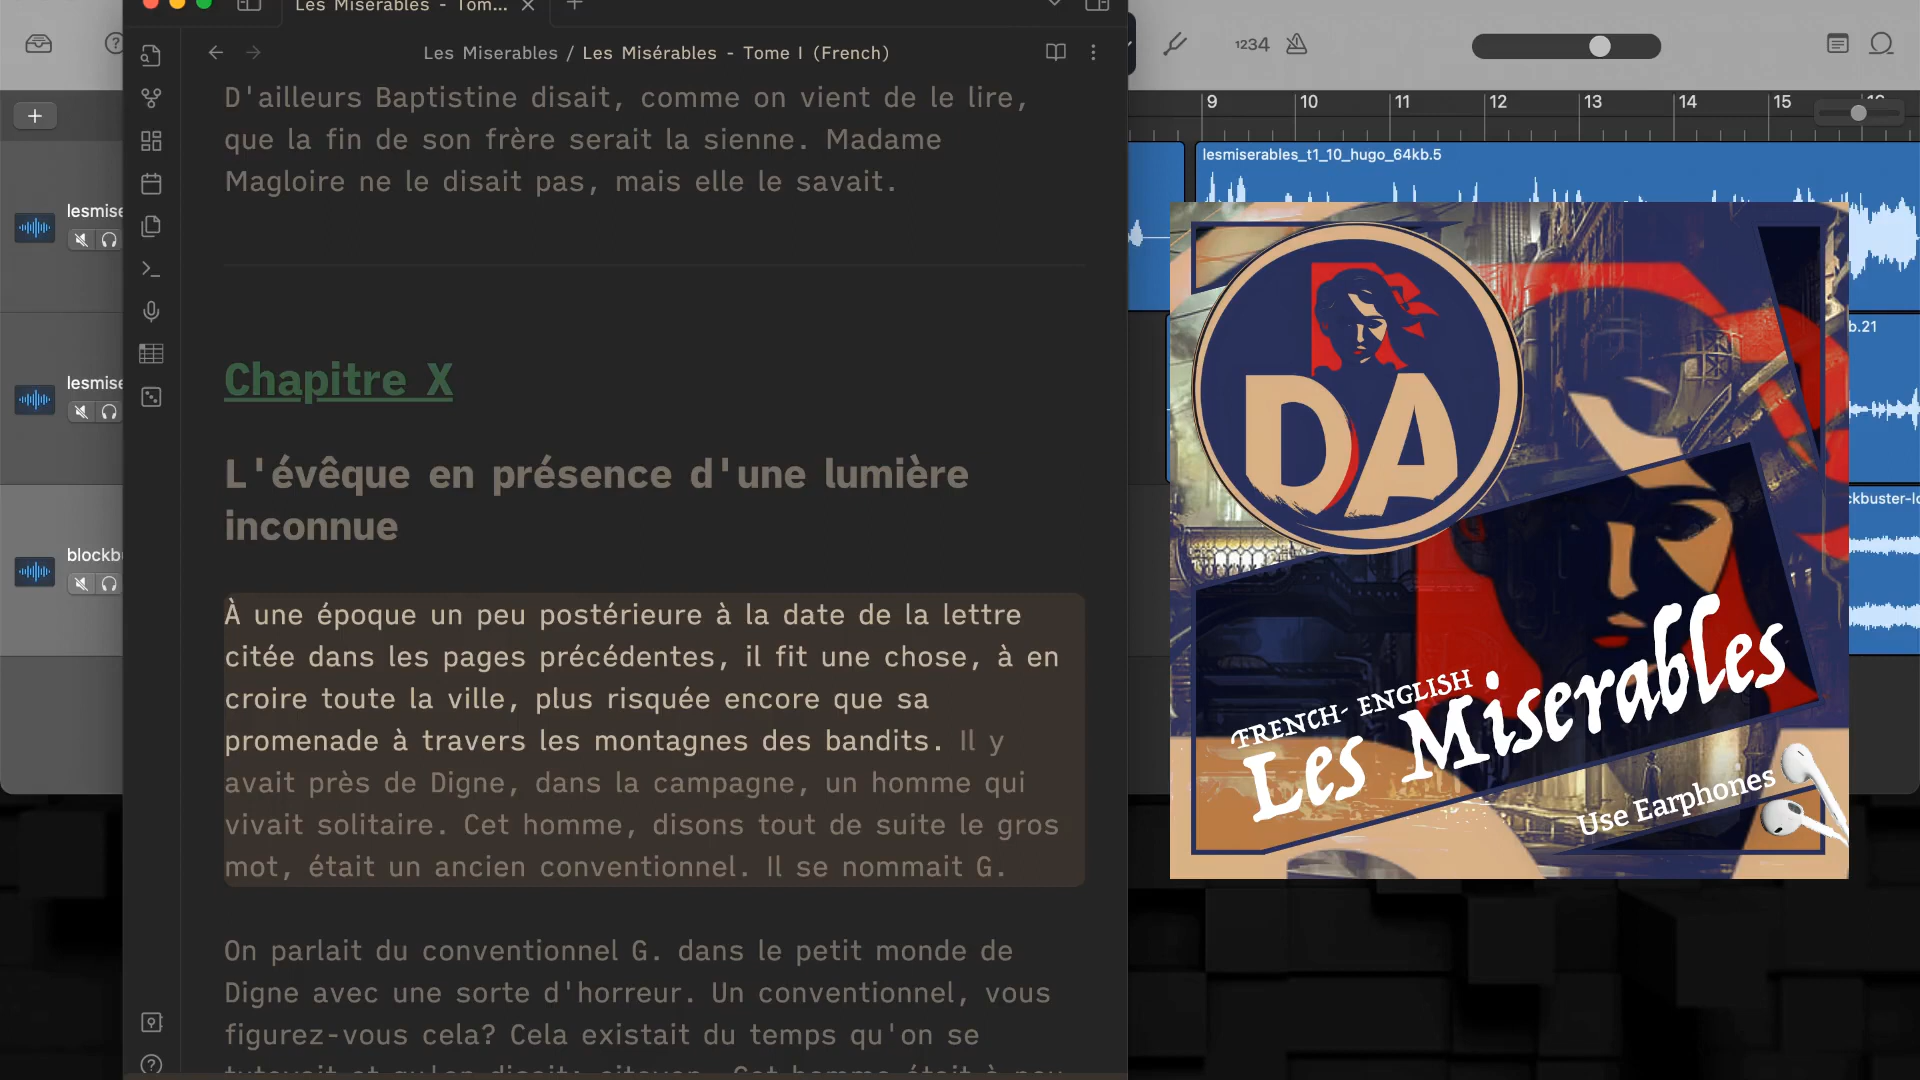 Les Miserables - Tom...
Les Miserables / Les Misérables - Tome I (French)
D'ailleurs Baptistine disait, comme on vient de le lire,
que la fin de son frère serait la sienne. Madame
Magloire ne le disait pas, mais elle le savait.
Chapitre X
L'évêque en présence d'une lumière
inconnue
À une époque un peu postérieure à la date de la lettre
citée dans les pages précédentes, il fit une chose, à en
croire toute la ville, plus risquée encore que sa
promenade à travers les montagnes des bandits. Il y
avait près de Digne, dans la campagne, un homme qui
vivait solitaire. Cet homme, disons tout de suite le gros
mot, était un ancien conventionnel. Il se nommait G.
On parlait du conventionnel G. dans le petit monde de
Digne avec une sorte d'horreur. Un conventionnel, vous
figurez-vous cela? Cela existait du temps qu'on se
lesmise
lesmise
blockb
1234
9 10 11 12 13 14 15
lesmiserables_t1_10_hugo_64kb.5
b.21
ckbuster-lo
DA
FRENCH- ENGLISH
Les Miserables
Use Earphones